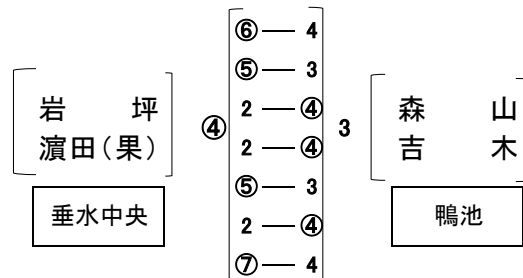 岩 坪
濵田(果)
垂水中央
④
⑥ — 4
⑤ — 3
2 — ④
2 — ④
⑤ — 3
2 — ④
⑦ — 4
3
森 山
吉 木
鴨池